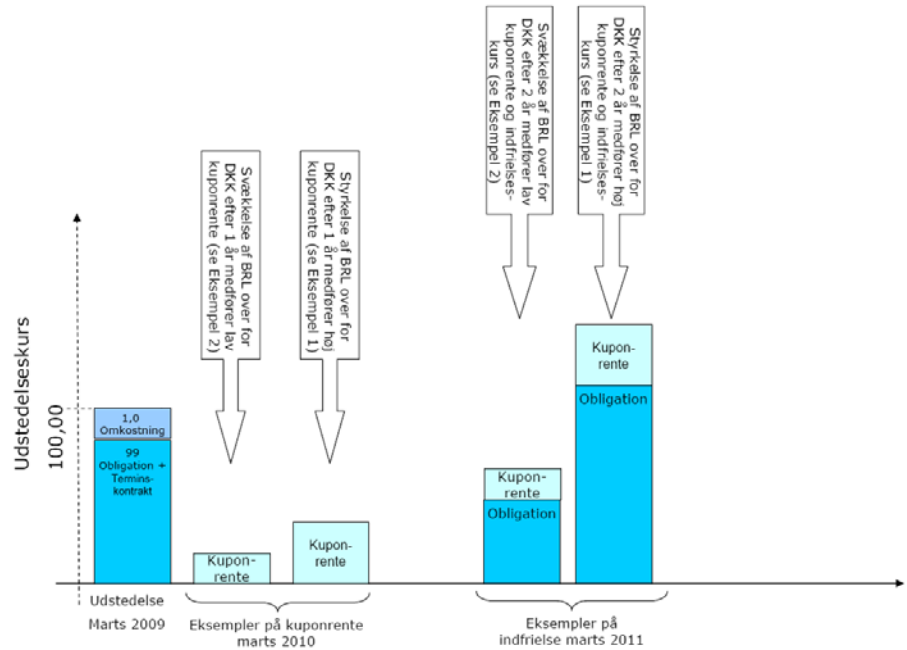 Udstedelseskurs
100,00
1,0
Omkostning
99
Obligation +
Termins-
kontrakt
Svækkelse af BRL over for
DKK efter 1 år medfører lav
kuponrente (se Eksempel 2)
Styrkelse af BRL over for
DKK efter 1 år medfører høj
kuponrente (se Eksempel 1)
Svækkelse af BRL over for
DKK efter 2 år medfører lav
kuponrente og indfrielses-
kurs (se Eksempel 2)
Styrkelse af BRL over for
DKK efter 2 år medfører høj
kuponrente og indfrielses-
kurs (se Eksempel 1)
Kupon-
rente
Kupon-
rente
Kupon-
rente
Obligation
Kupon-
rente
Obligation
Udstedelse
Marts 2009
Eksempler på kuponrente
marts 2010
Eksempler på
indfrielse marts 2011